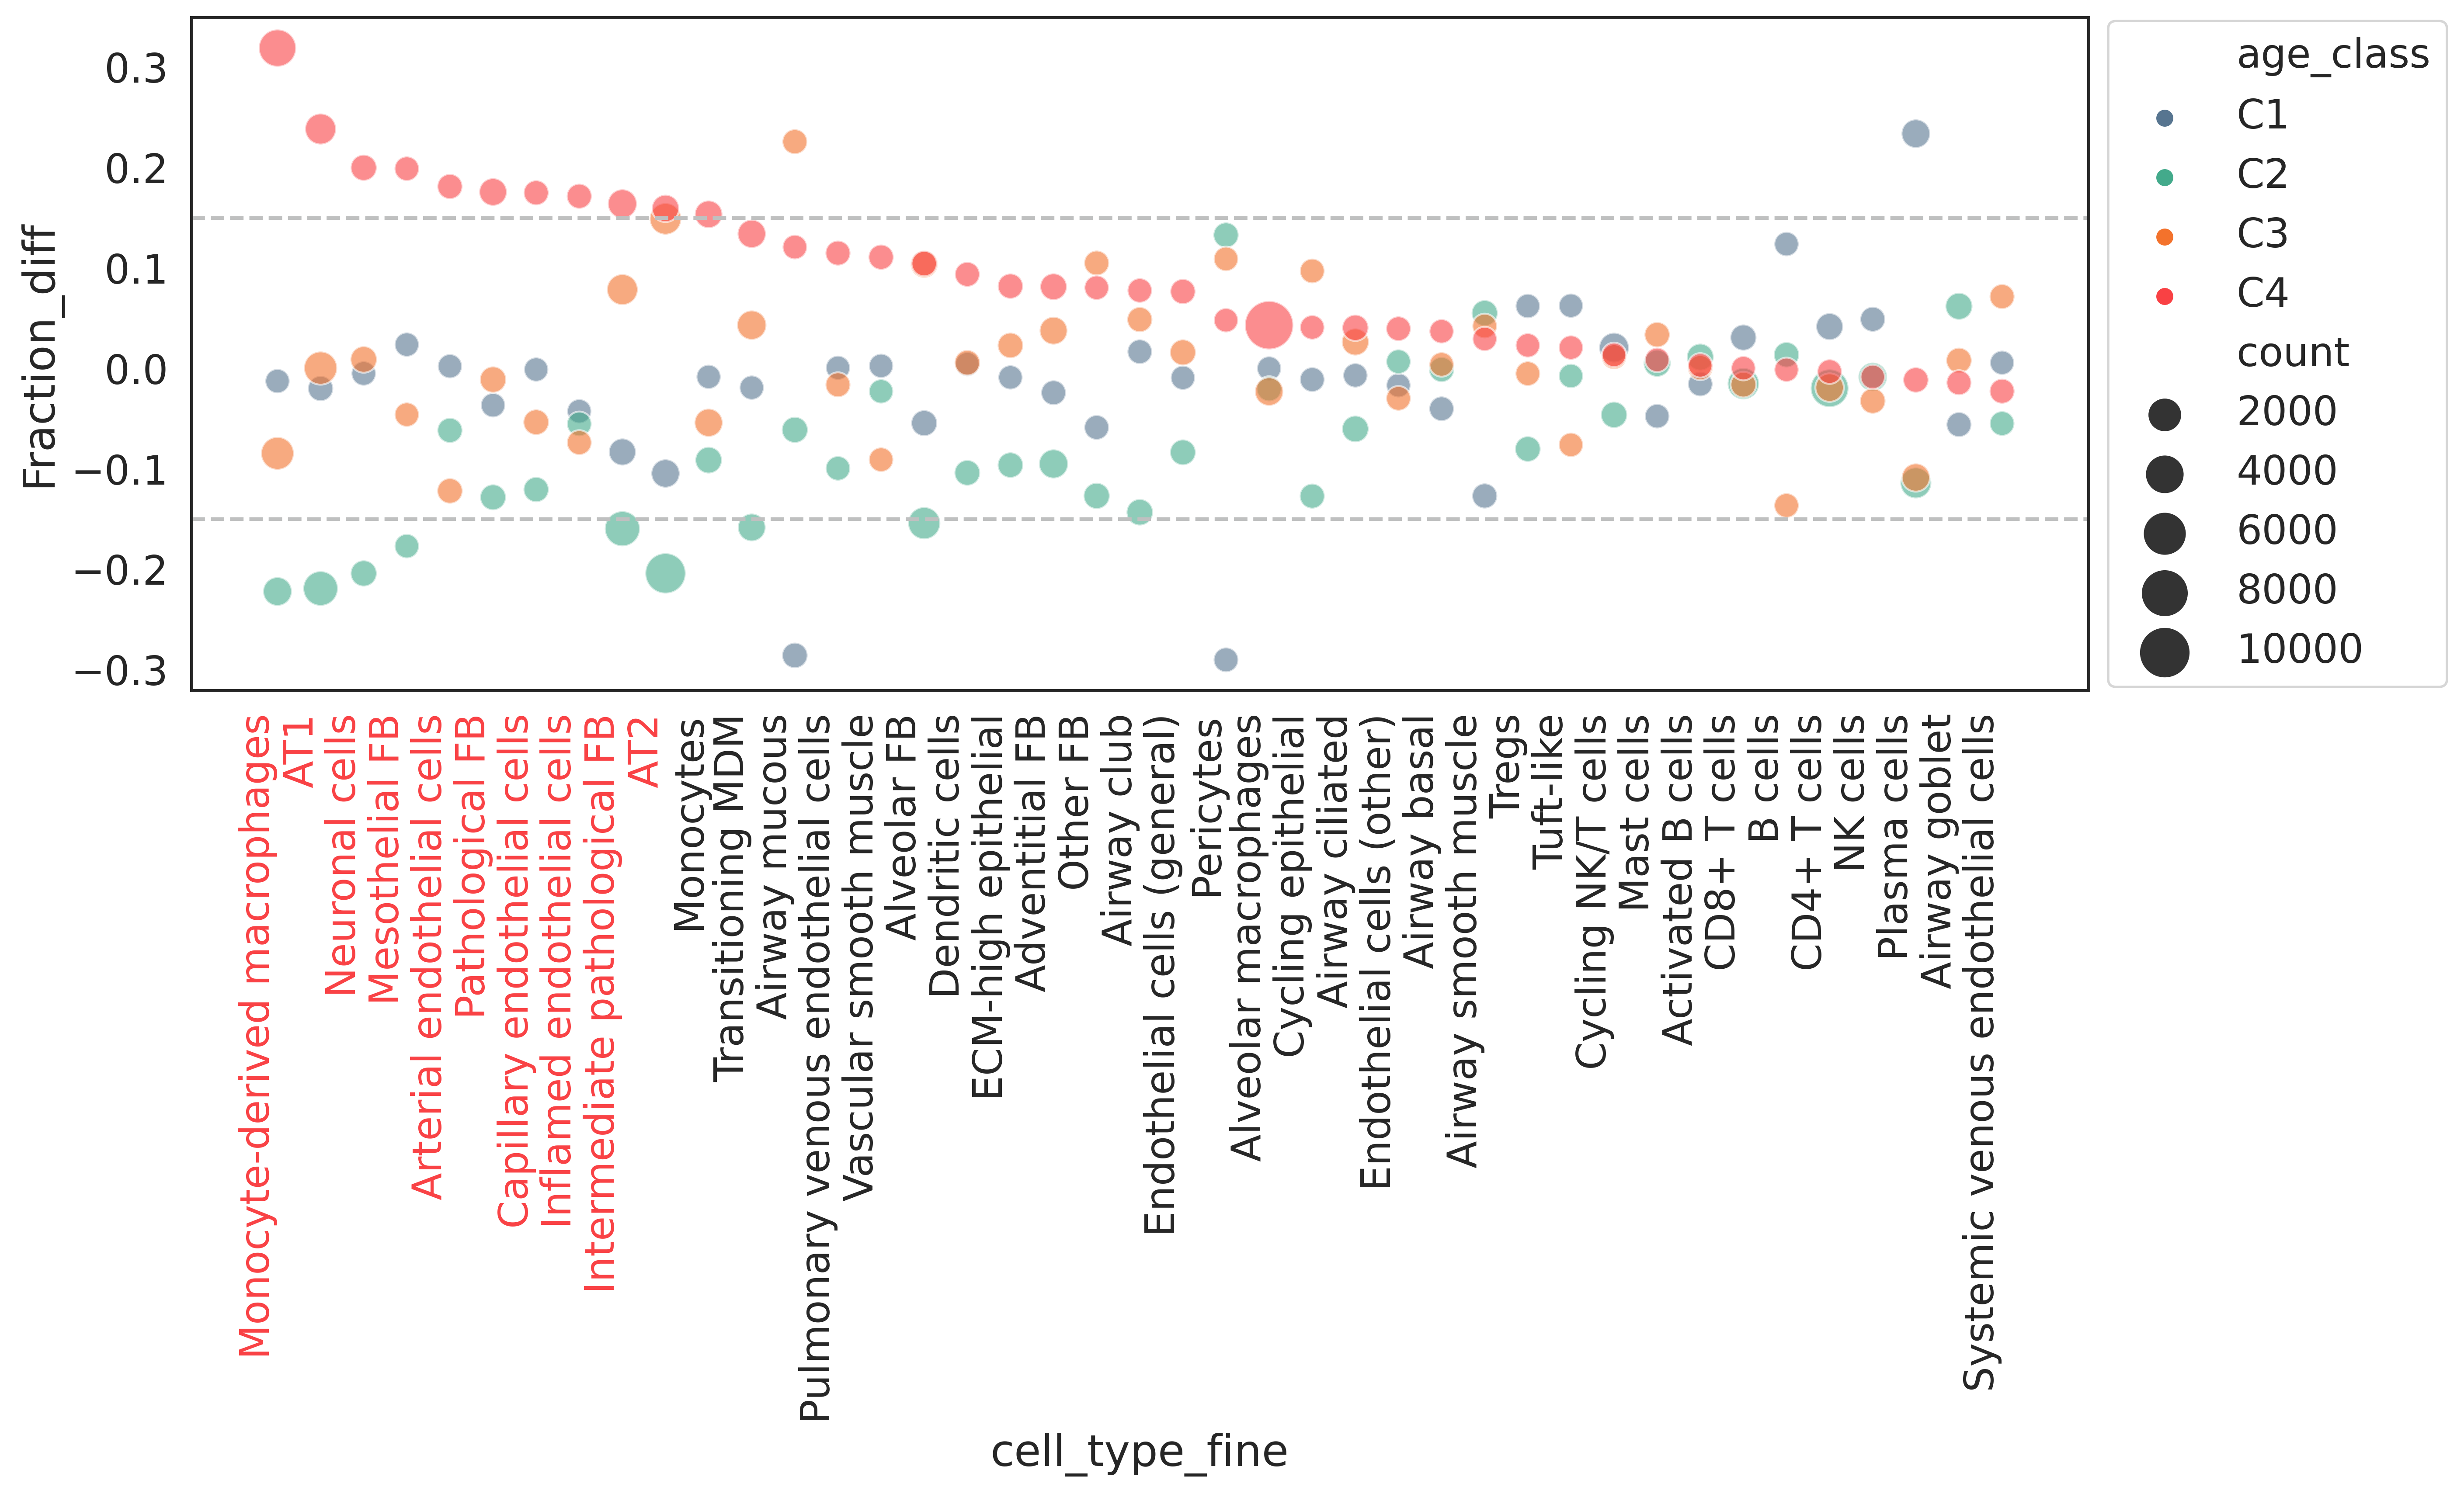 Fraction_diff
0.3
0.2
0.1
0.0
−0.1
−0.2
−0.3
Monocyte-derived macrophages
AT1
Neuronal cells
Mesothelial FB
Arterial endothelial cells
Pathological FB
Capillary endothelial cells
Inflamed endothelial cells
Intermediate pathological FB
AT2
Monocytes
Transitioning MDM
Airway mucous
Pulmonary venous endothelial cells
Vascular smooth muscle
Alveolar FB
Dendritic cells
ECM-high epithelial
Adventitial FB
Other FB
Airway club
Endothelial cells (general)
Pericytes
Alveolar macrophages
Cycling epithelial
Airway ciliated
Endothelial cells (other)
Airway basal
Airway smooth muscle
Tregs
Tuft-like
Cycling NK/T cells
Mast cells
Activated B cells
CD8+ T cells
B cells
CD4+ T cells
NK cells
Plasma cells
Airway goblet
Systemic venous endothelial cells
cell_type_fine
age_class
C1
C2
C3
C4
count
2000
4000
6000
8000
10000